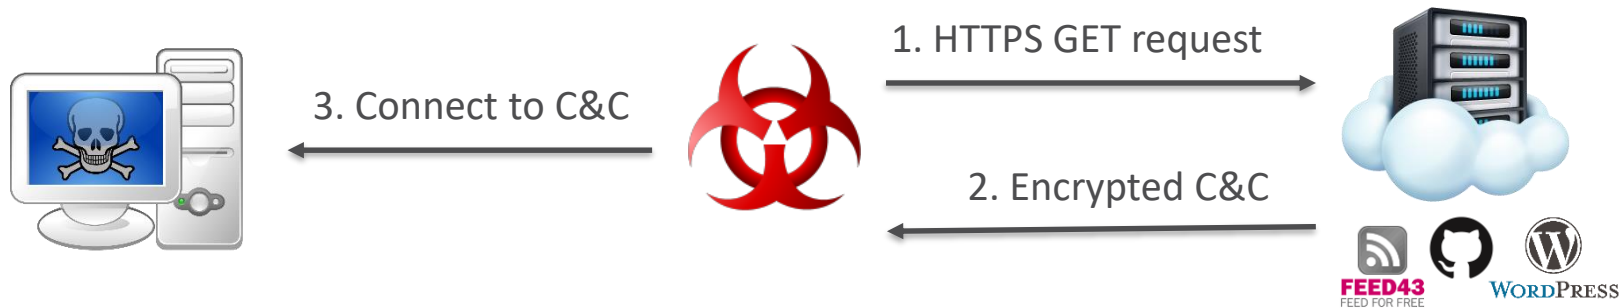 1. HTTPS GET request
3. Connect to C&C
2. Encrypted C&C
FEED43
FEED FOR FREE
WORDPRESS